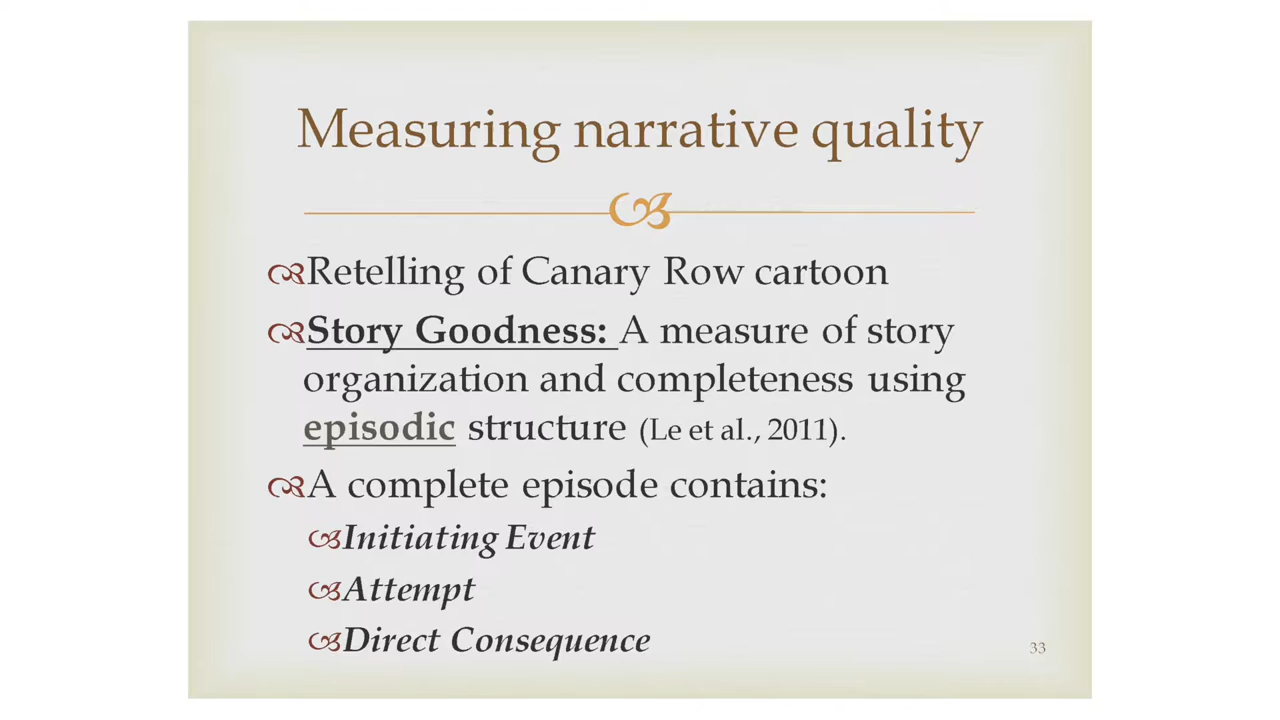 Measuring narrative quality
Retelling of Canary Row cartoon
Story Goodness: A measure of story
organization and completeness using
episodic structure (Le et al., 2011).
A complete episode contains:
Initiating Event
Attempt
Direct Consequence
33